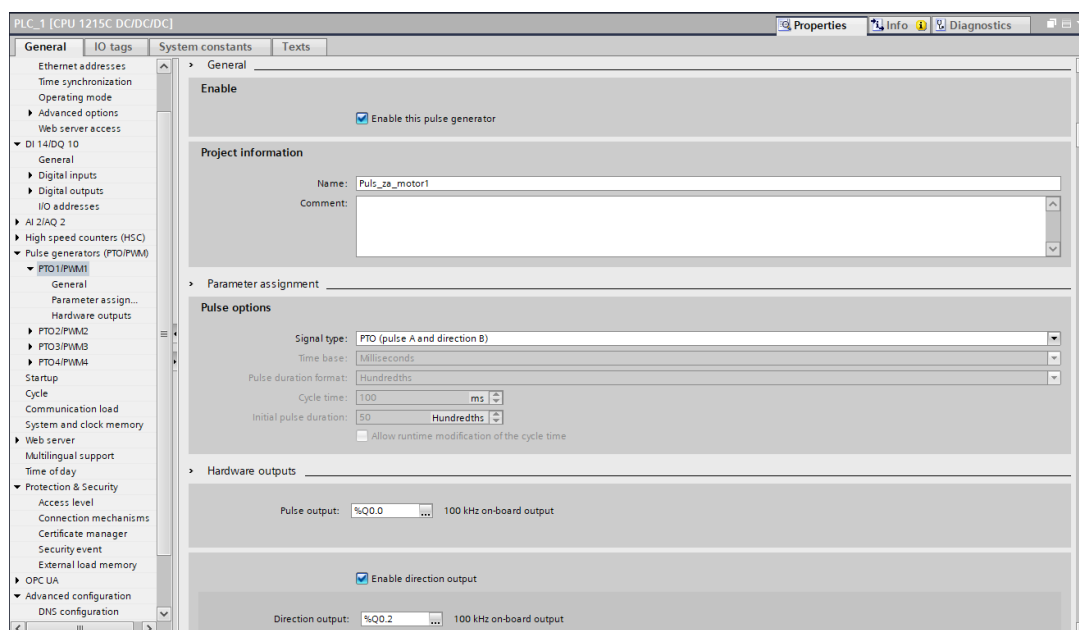 PLC_1 [CPU 1215C DC/DC/DC]
Properties
Info
Diagnostics
General
IO tags
System constants
Texts
Ethernet addresses
Time synchronization
Operating mode
Advanced options
Web server access
DI 14/DQ 10
General
Digital inputs
Digital outputs
I/O addresses
AI 2/AQ 2
High speed counters (HSC)
Pulse generators (PTO/PWM)
PTO1/PWM1
General
Parameter assign...
Hardware outputs
PTO2/PWM2
PTO3/PWM3
PTO4/PWM4
Startup
Cycle
Communication load
System and clock memory
Web server
Multilingual support
Time of day
Protection & Security
Access level
Connection mechanisms
Certificate manager
Security event
External load memory
OPC UA
Advanced configuration
DNS configuration
General
Enable
Enable this pulse generator
Project information
Name: Puls_za_motor1
Comment:
Parameter assignment
Pulse options
Signal type: PTO (pulse A and direction B)
Time base: Milliseconds
Pulse duration format: Hundredths
Cycle time: 100 ms
Initial pulse duration: 50 Hundredths
Allow runtime modification of the cycle time
Hardware outputs
Pulse output: %Q0.0 ... 100 kHz on-board output
Enable direction output
Direction output: %Q0.2 ... 100 kHz on-board output